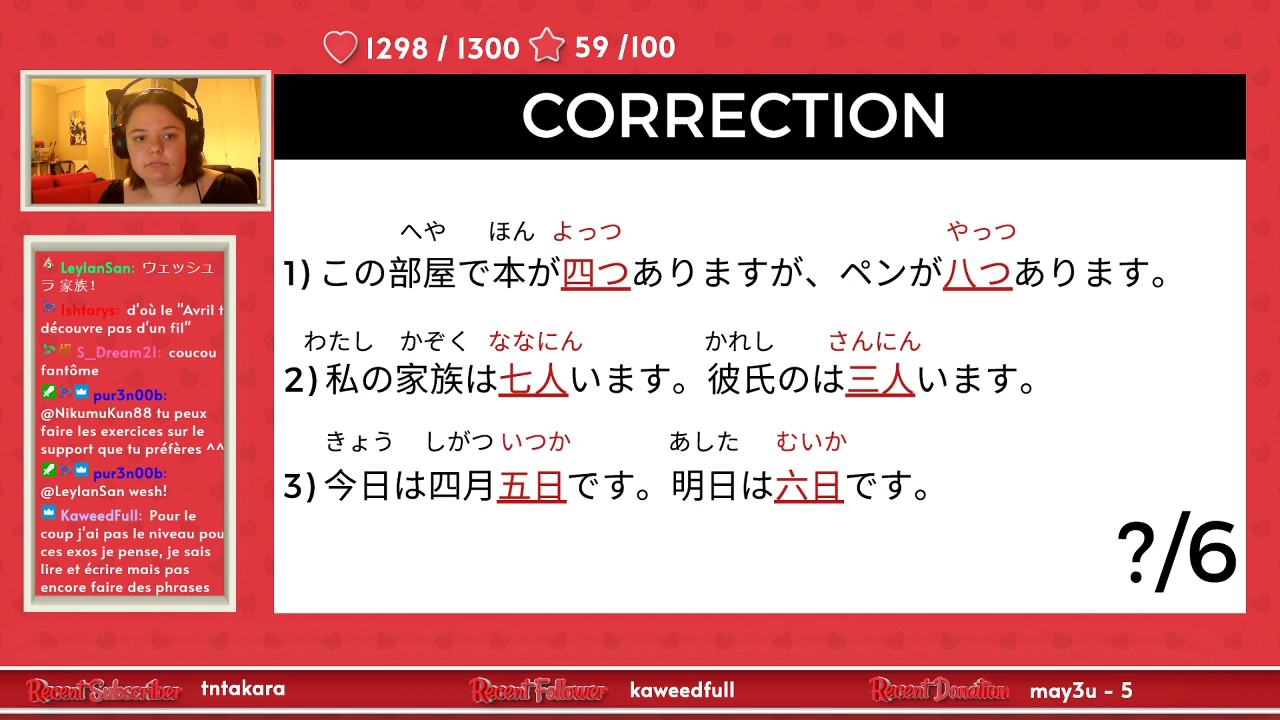 1298 / 1300 59 /100
CORRECTION
へや ほん よっつ やっつ
1) この部屋で本が四つありますが、ペンが八つあります。
わたし かぞく ななにん かれし さんにん
2) 私の家族は七人います。彼氏のは三人います。
きょう しがつ いつか あした むいか
3) 今日は四月五日です。明日は六日です。
?/6
LeylanSan: ウェッシュ
ラ 家族!
Ishtarys: d'où le "Avril t
découvre pas d'un fil"
S_Dream21: coucou
fantôme
pur3n00b:
@NikumuKun88 tu peux
faire les exercices sur le
support que tu préfères ^^
pur3n00b:
@LeylanSan wesh!
KaweedFull: Pour le
coup j'ai pas le niveau pou
ces exos je pense, je sais
lire et écrire mais pas
encore faire des phrases
Recent Subscriber tntakara
Recent Follower kaweedfull
Recent Donation may3u - 5